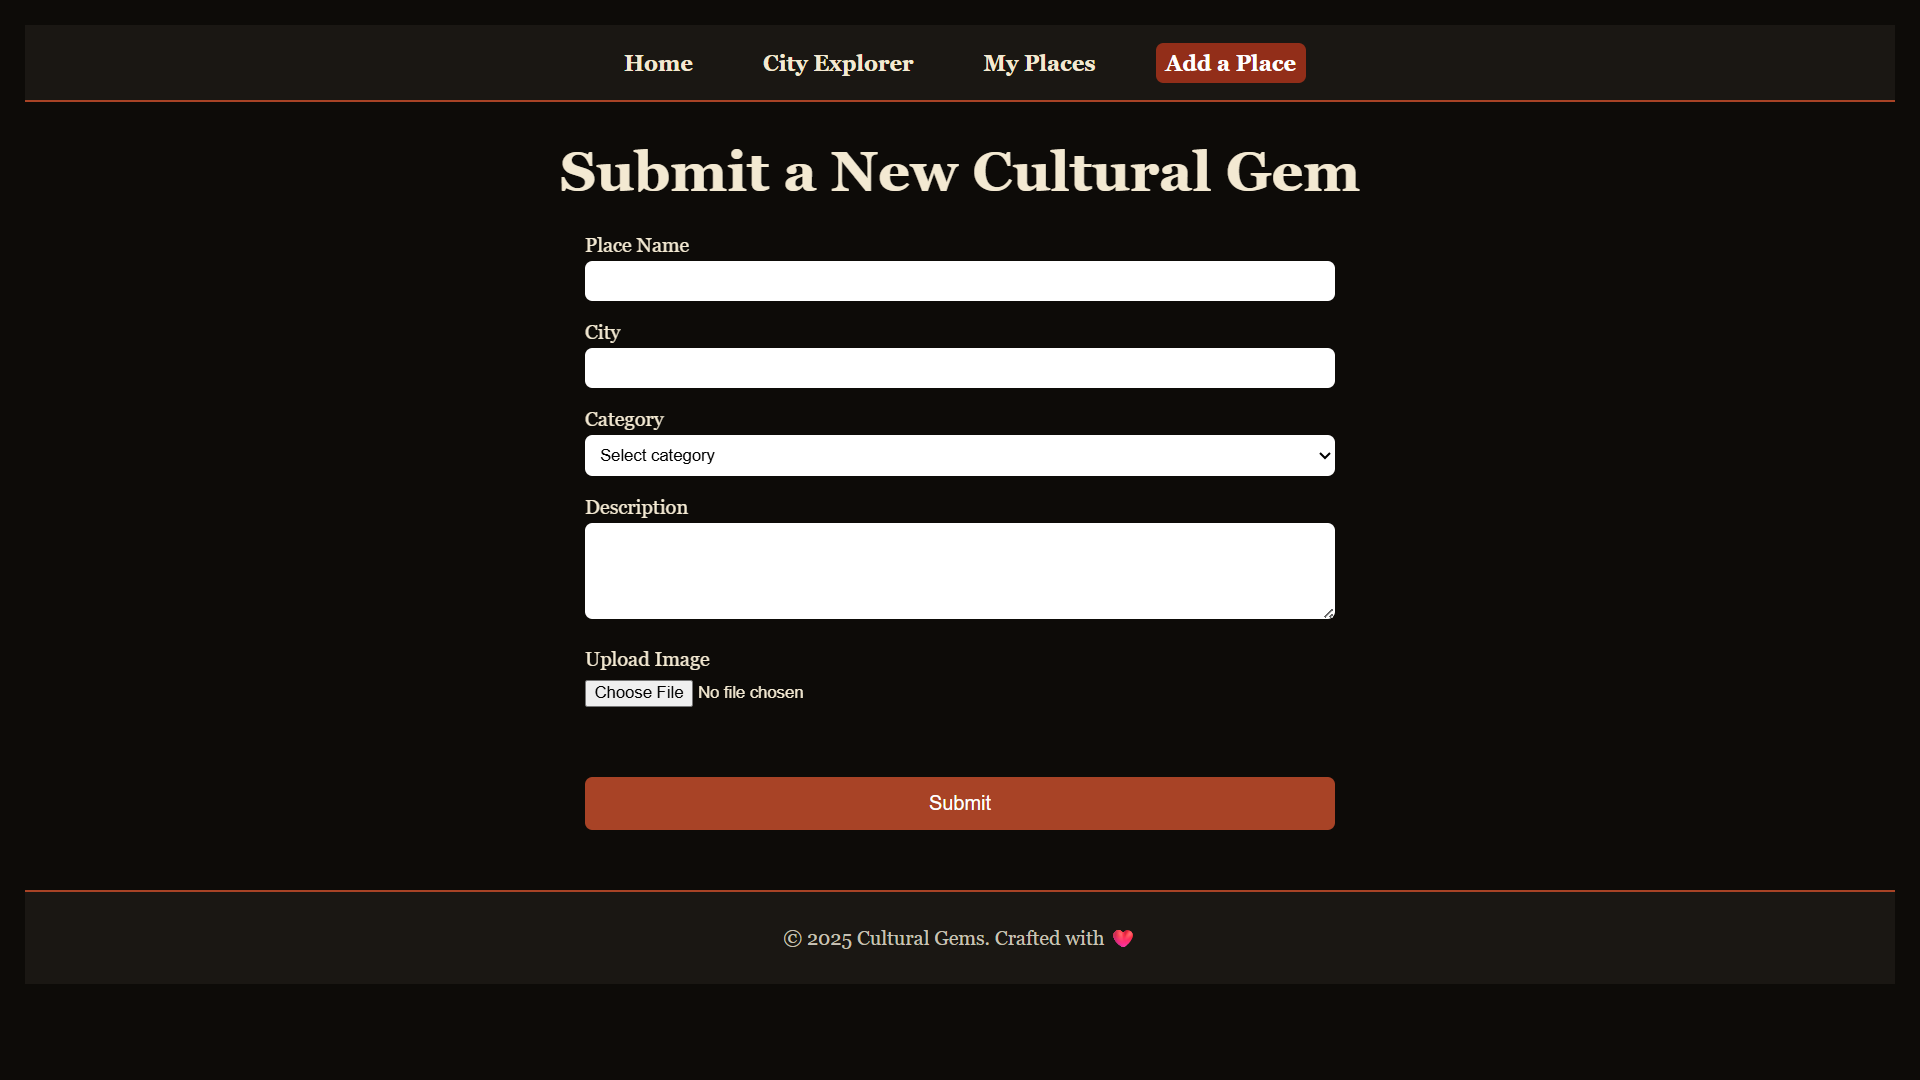 Home City Explorer My Places Add a Place
Submit a New Cultural Gem
Place Name
City
Category
Select category
Description
Upload Image
Choose File No file chosen
Submit
© 2025 Cultural Gems. Crafted with ❤️